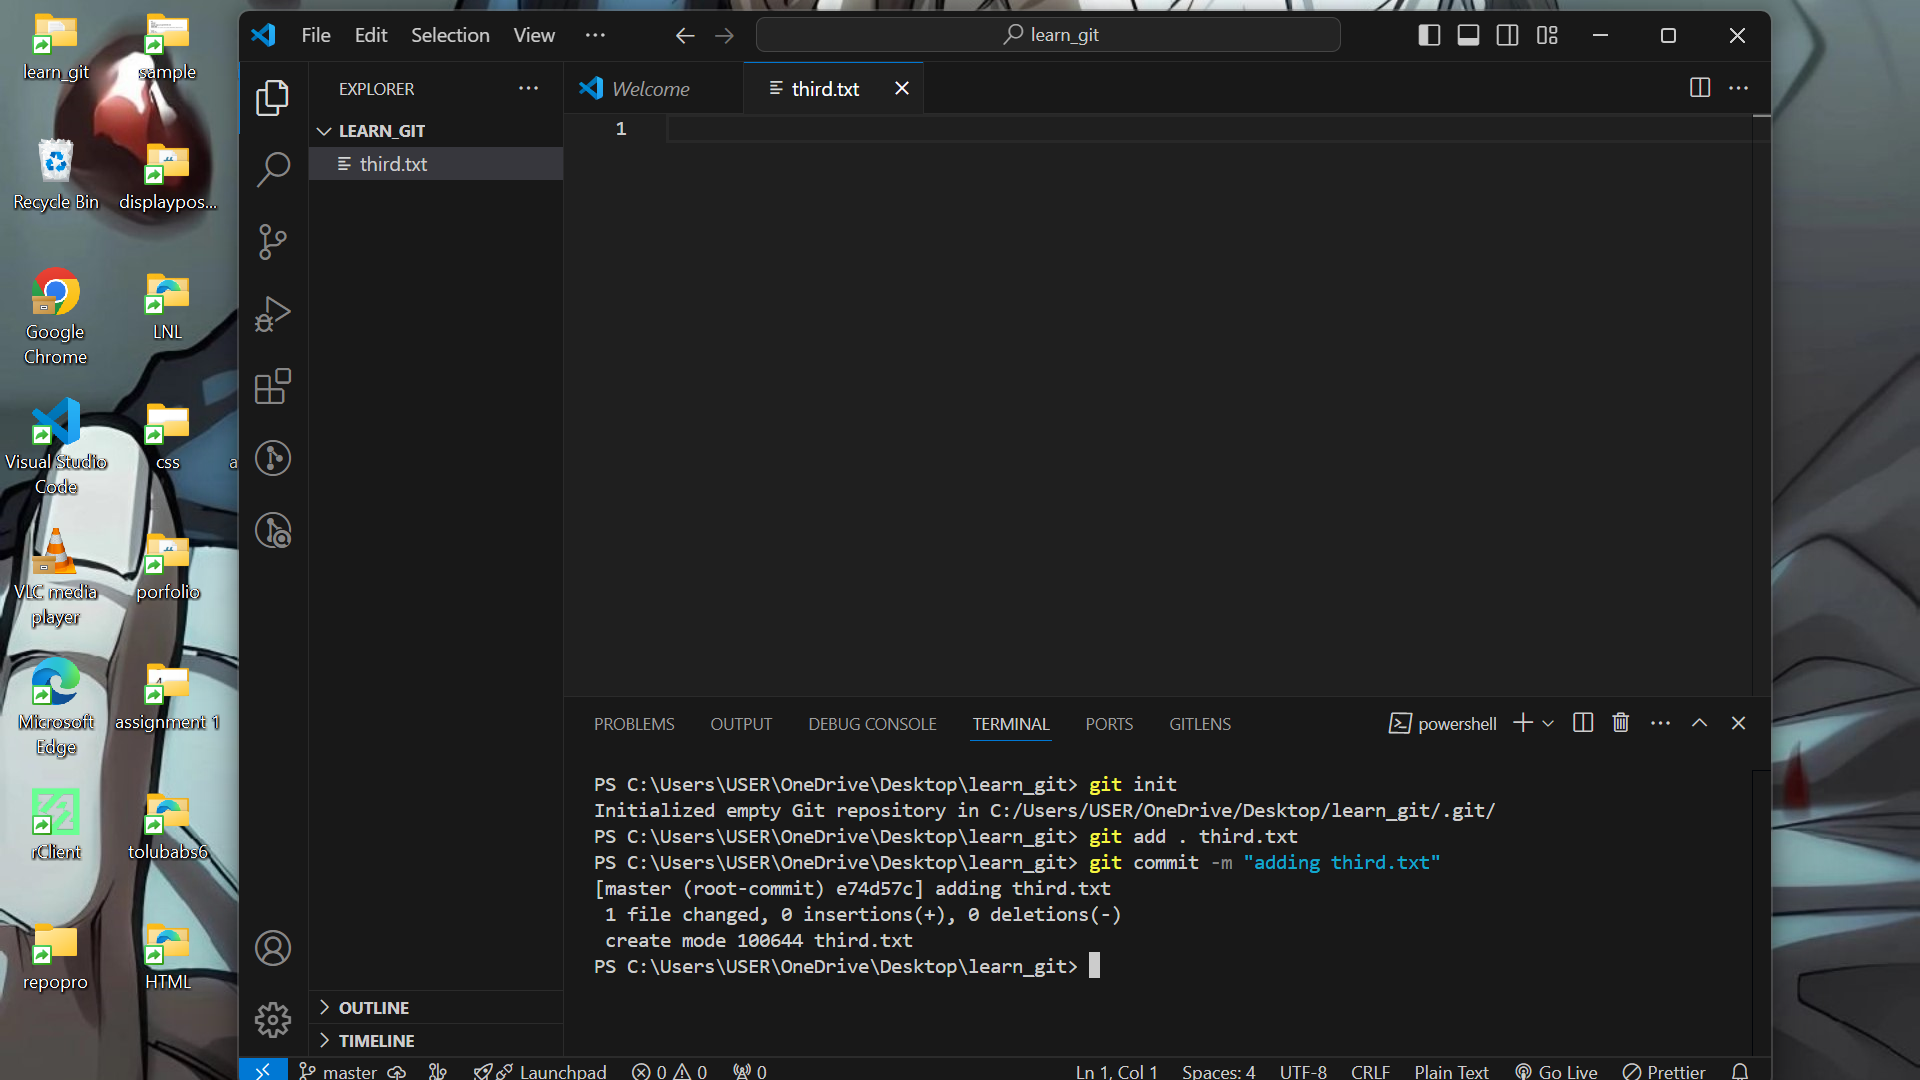 learn_git
sample
Recycle Bin
displaypos...
Google Chrome
LNL
Visual Studio Code
css
VLC media player
porfolio
Microsoft Edge
assignment 1
rClient
tolubabs6
repopro
HTML
File Edit Selection View ···
learn_git
EXPLORER
LEARN_GIT
third.txt
Welcome
third.txt
1
PROBLEMS OUTPUT DEBUG CONSOLE TERMINAL PORTS GITLENS
powershell
PS C:\Users\USER\OneDrive\Desktop\learn_git> git init
Initialized empty Git repository in C:/Users/USER/OneDrive/Desktop/learn_git/.git/
PS C:\Users\USER\OneDrive\Desktop\learn_git> git add . third.txt
PS C:\Users\USER\OneDrive\Desktop\learn_git> git commit -m "adding third.txt"
[master (root-commit) e74d57c] adding third.txt
1 file changed, 0 insertions(+), 0 deletions(-)
create mode 100644 third.txt
PS C:\Users\USER\OneDrive\Desktop\learn_git>
OUTLINE
TIMELINE
master Launchpad 0 0 0 Ln 1, Col 1 Spaces: 4 UTF-8 CRLF Plain Text Go Live Prettier